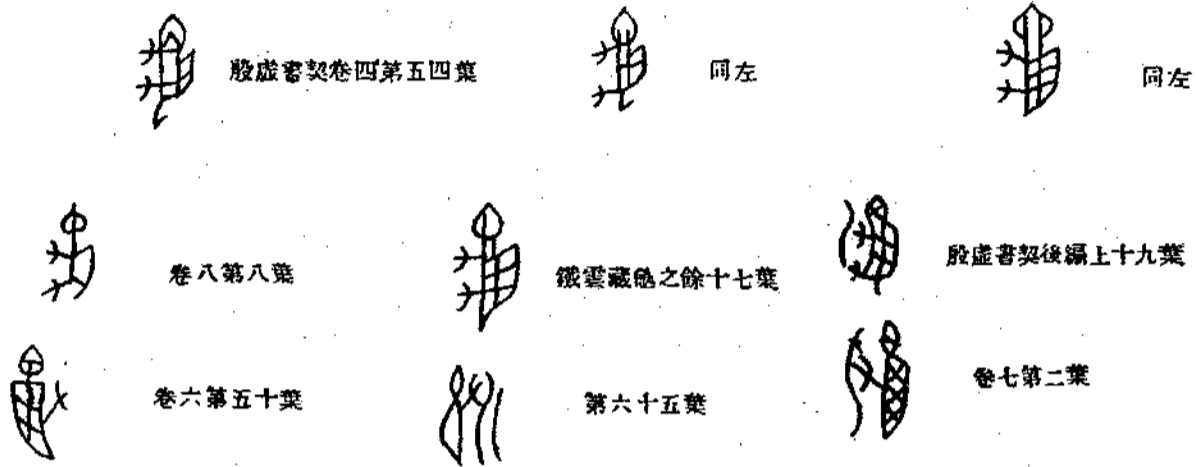 殷虛書契卷四第五四葉
同左
同左
卷八第八葉
鐵雲藏龜之餘十七葉
殷虛書契後編上十九葉
卷六第五十葉
第六十五葉
卷七第二葉